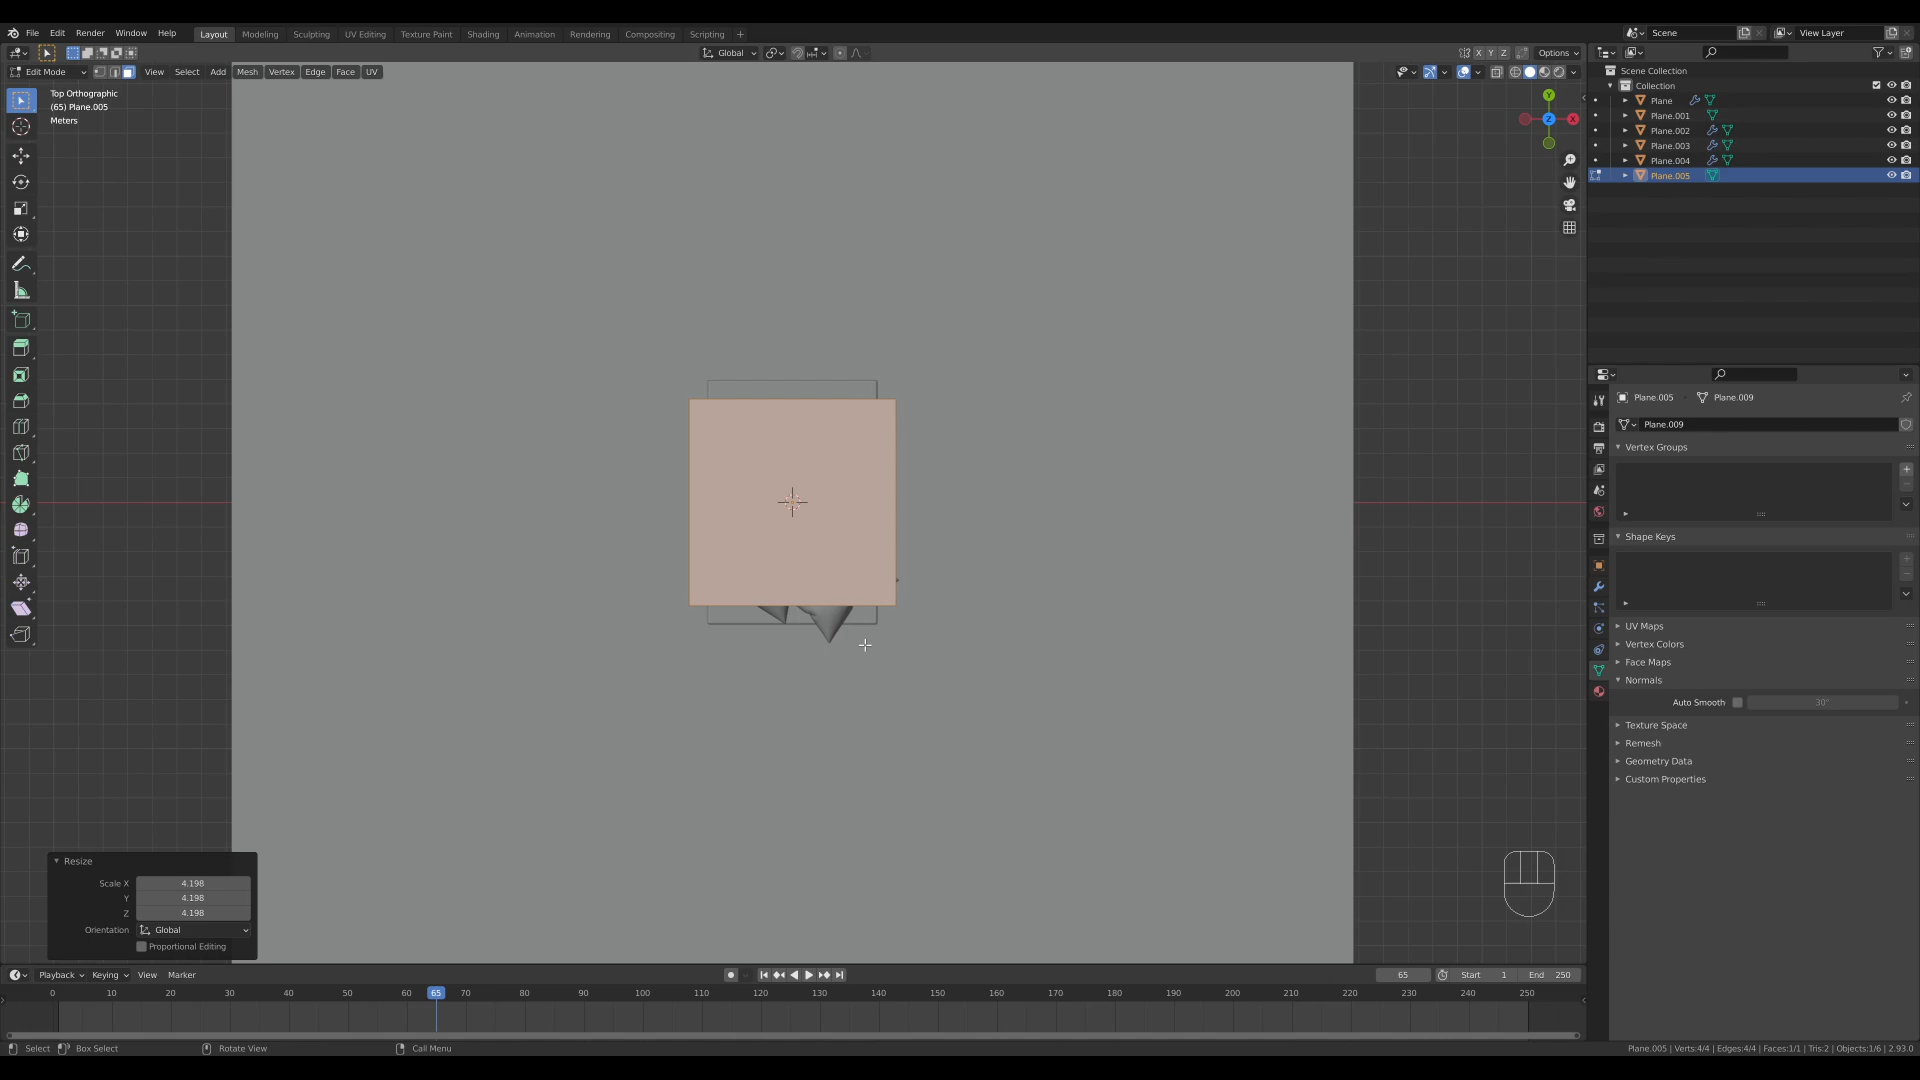 File Edit Render Window Help Layout Modeling Sculpting UV Editing Texture Paint Shading Animation Rendering Compositing Scripting + Scene View Layer
Global X Y Z Options
Edit Mode View Select Add Mesh Vertex Edge Face UV
Top Orthographic
(65) Plane.005
Meters
Y
Z X
Scene Collection
Collection
Plane
Plane.001
Plane.002
Plane.003
Plane.004
Plane.005
Plane.005 Plane.009
Plane.009
Vertex Groups
Shape Keys
UV Maps
Vertex Colors
Face Maps
Normals
Auto Smooth 30°
Texture Space
Remesh
Geometry Data
Custom Properties
Resize
Scale X 4.198
Y 4.198
Z 4.198
Orientation Global
Proportional Editing
Playback Keying View Marker 65 Start 1 End 250
0 10 20 30 40 50 60 65 70 80 90 100 110 120 130 140 150 160 170 180 190 200 210 220 230 240 250
Select Box Select Rotate View Call Menu Plane.005 | Verts:4/4 | Edges:4/4 | Faces:1/1 | Tris:2 | Objects:1/6 | 2.93.0